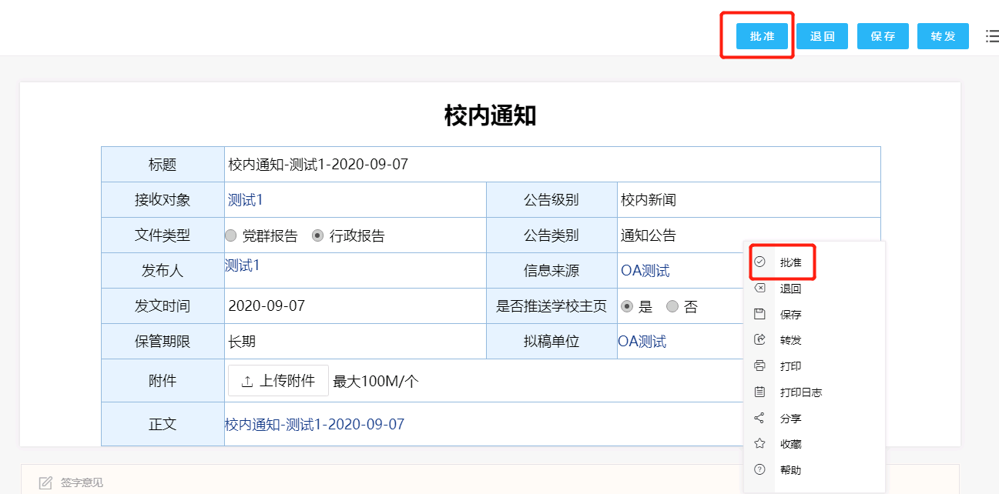 批准 退回 保存 转发
校内通知
标题 校内通知-测试1-2020-09-07
接收对象 测试1 公告级别 校内新闻
文件类型 党群报告 行政报告 公告类别 通知公告
发布人 测试1 信息来源 OA测试
发文时间 2020-09-07 是否推送学校主页 是 否
保管期限 长期 拟稿单位 OA测试
附件 上传附件 最大100M/个
正文 校内通知-测试1-2020-09-07
批准
退回
保存
转发
打印
打印日志
分享
收藏
帮助
签字意见